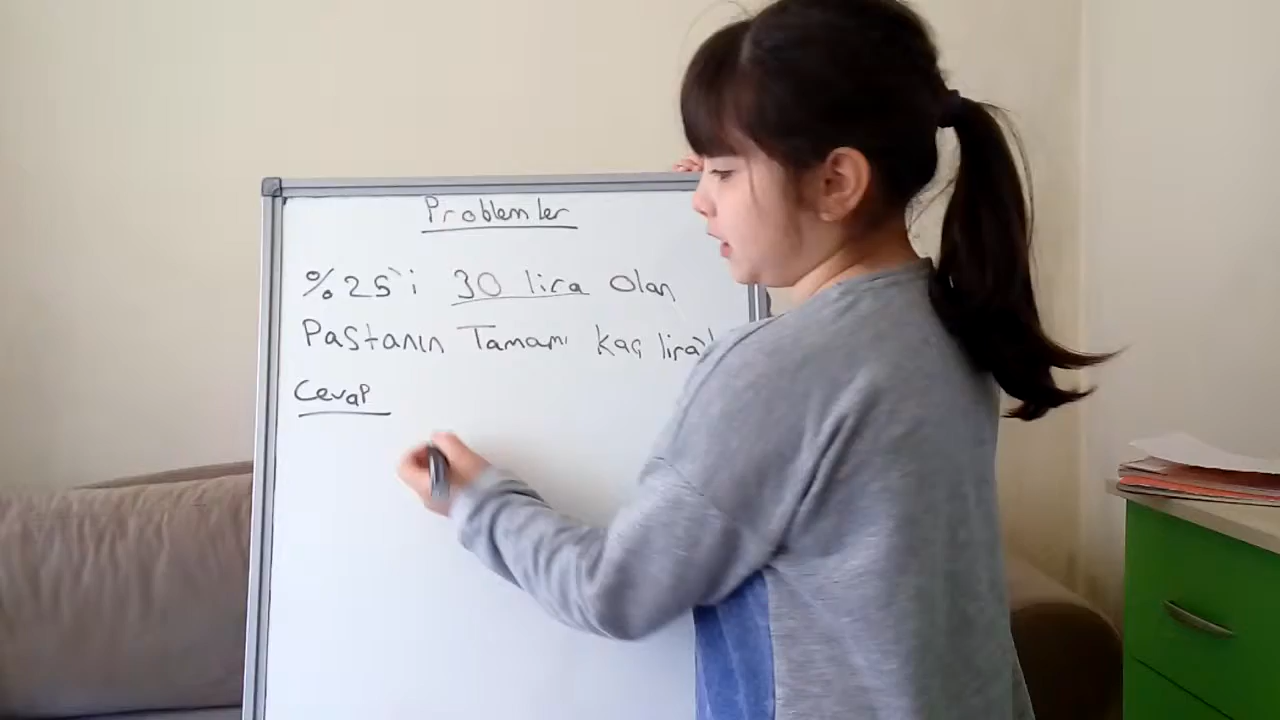 Problemler
%25'i 30 lira Olan
Pastanın Tamamı kaç lira
Cevap